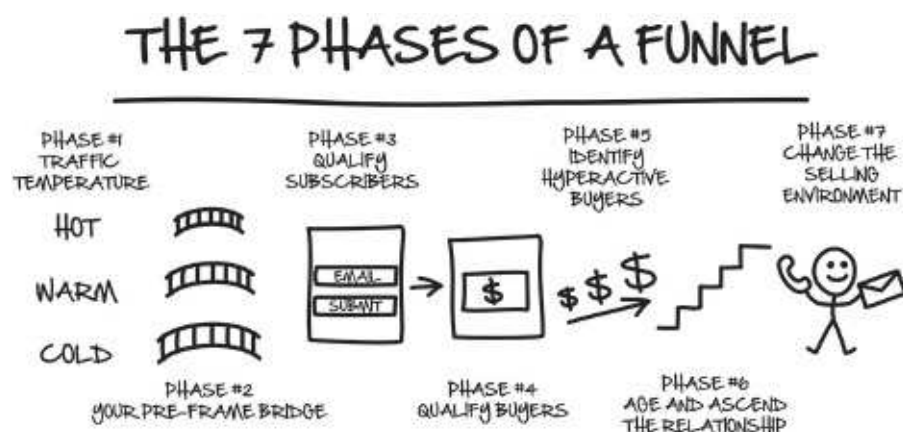 THE 7 PHASES OF A FUNNEL
PHASE #1
TRAFFIC
TEMPERATURE
HOT
WARM
COLD
PHASE #2
YOUR PRE-FRAME BRIDGE
PHASE #3
QUALIFY
SUBSCRIBERS
EMAIL
SUBMIT
$
PHASE #4
QUALIFY BUYERS
PHASE #5
IDENTIFY
HYPERACTIVE
BUYERS
$ $ $
PHASE #6
AGE AND ASCEND
THE RELATIONSHIP
PHASE #7
CHANGE THE
SELLING
ENVIRONMENT